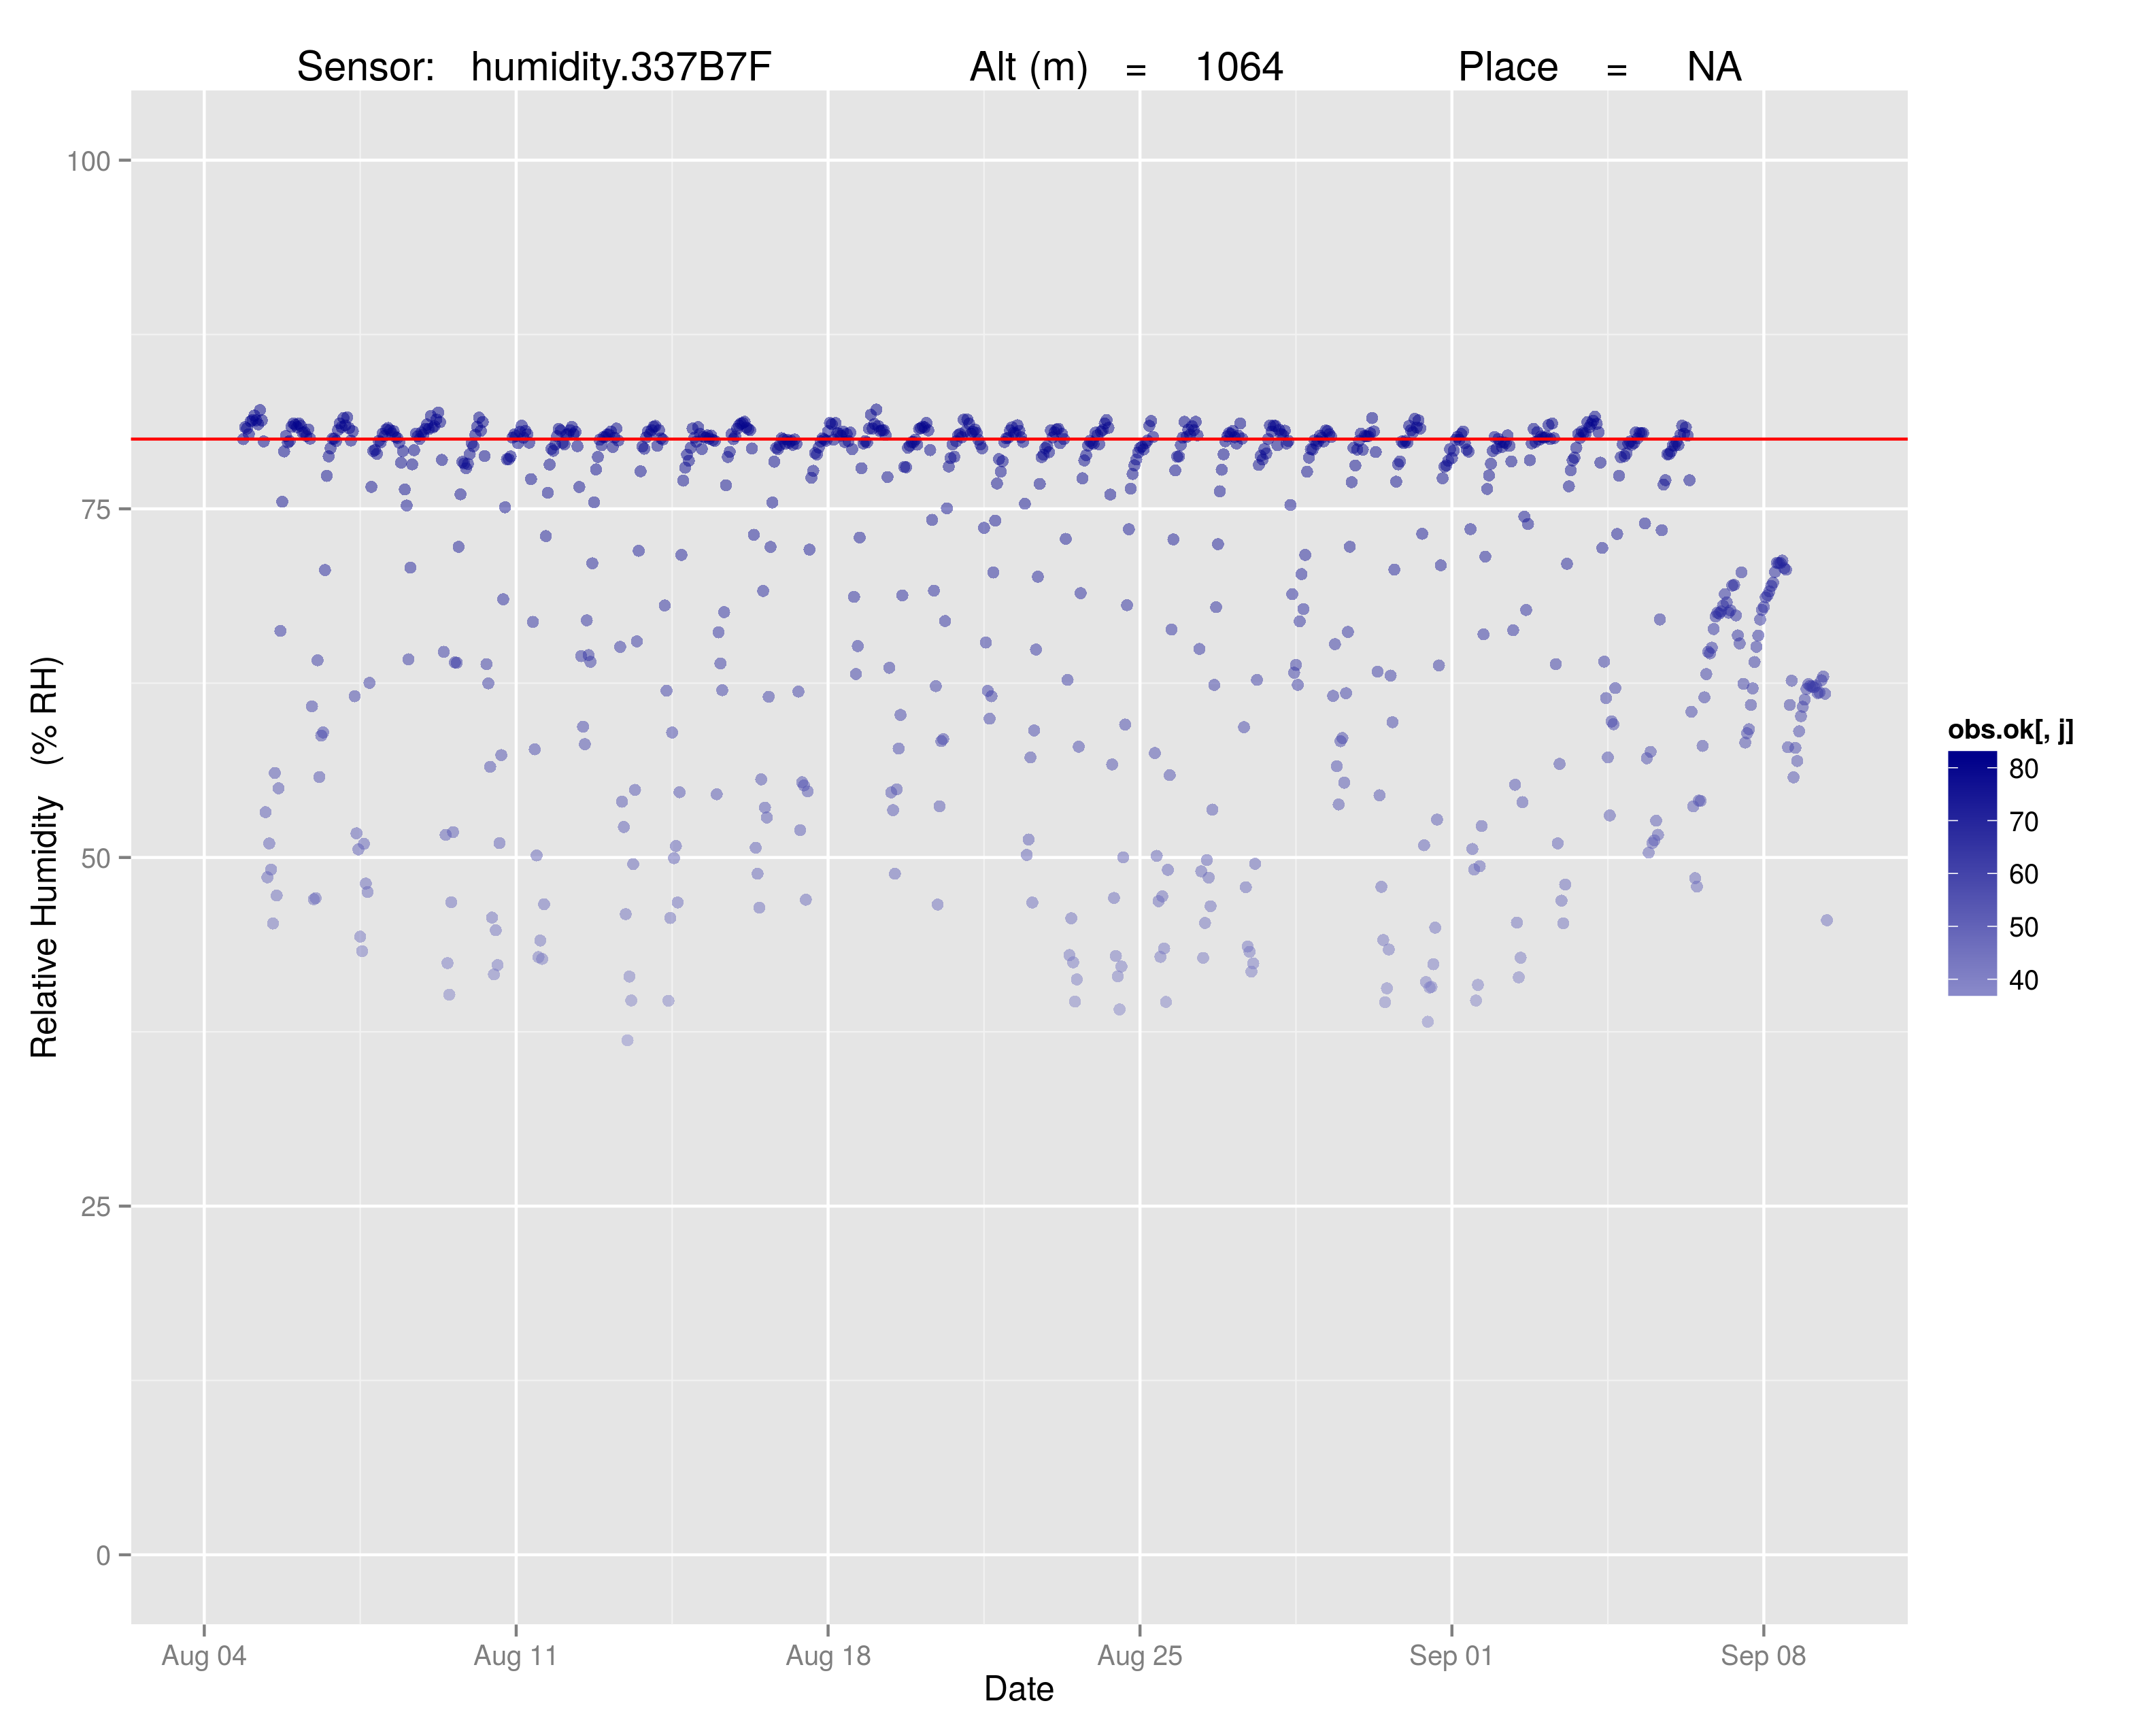 Sensor: humidity.337B7F Alt (m) = 1064 Place = NA
100
75
50
25
0
Relative Humidity (% RH)
Aug 04 Aug 11 Aug 18 Aug 25 Sep 01 Sep 08
Date
obs.ok[, j]
80
70
60
50
40